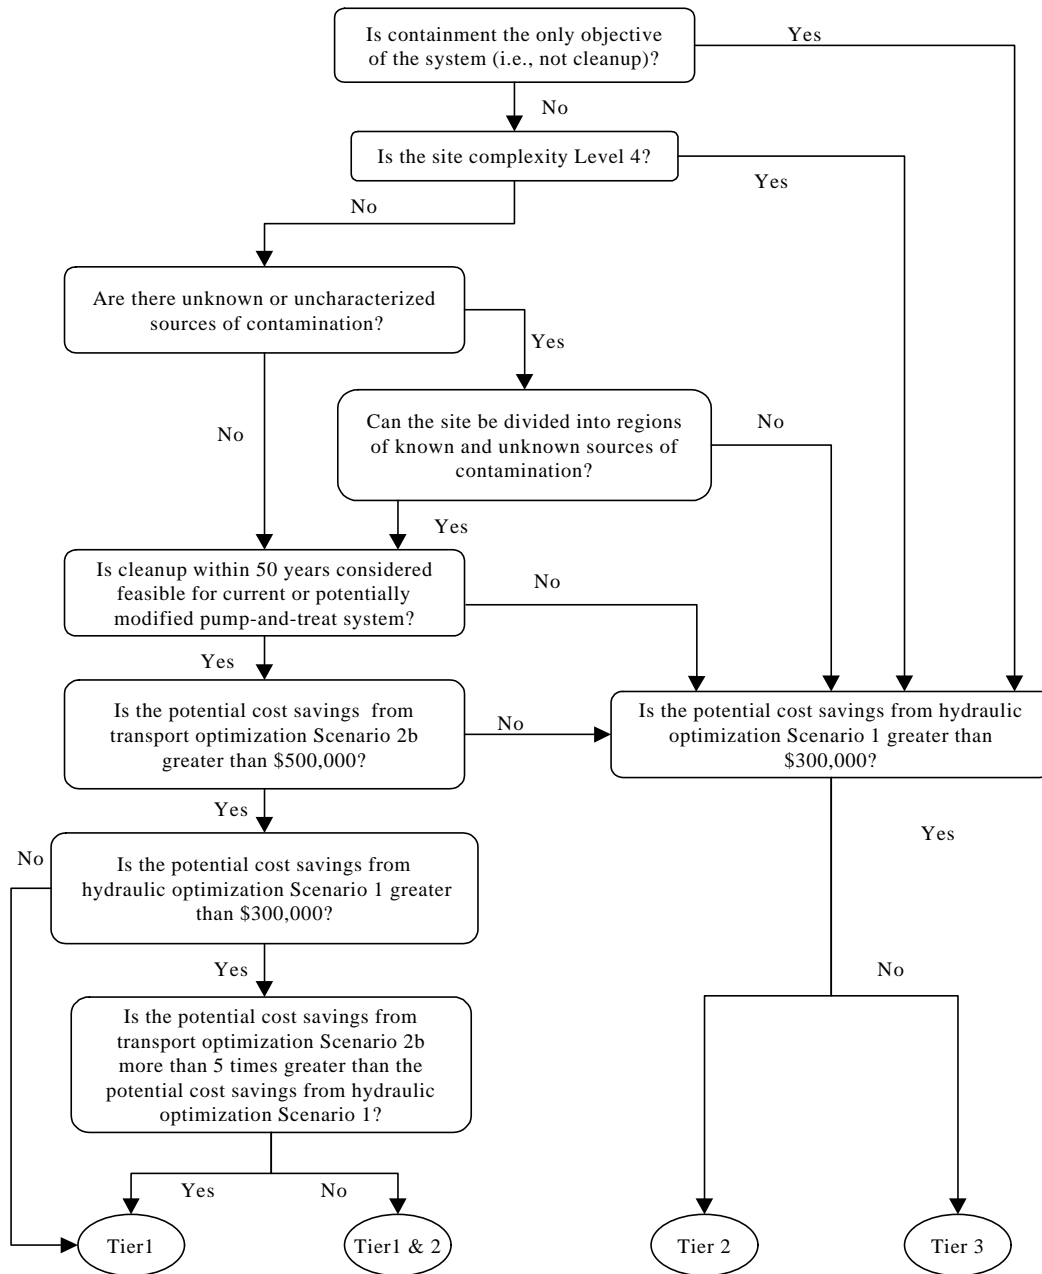 Is containment the only objective
of the system (i.e., not cleanup)?
Yes
No
Is the site complexity Level 4?
Yes
No
Are there unknown or uncharacterized
sources of contamination?
Yes
No
Can the site be divided into regions
of known and unknown sources of
contamination?
No
Yes
Is cleanup within 50 years considered
feasible for current or potentially
modified pump-and-treat system?
No
Yes
Is the potential cost savings from
transport optimization Scenario 2b
greater than $500,000?
No
Is the potential cost savings from hydraulic
optimization Scenario 1 greater than
$300,000?
Yes
Yes
No
Is the potential cost savings from
hydraulic optimization Scenario 1 greater
than $300,000?
Yes
No
Is the potential cost savings from
transport optimization Scenario 2b
more than 5 times greater than the
potential cost savings from hydraulic
optimization Scenario 1?
Yes
No
Tier1
Tier1 & 2
Tier 2
Tier 3